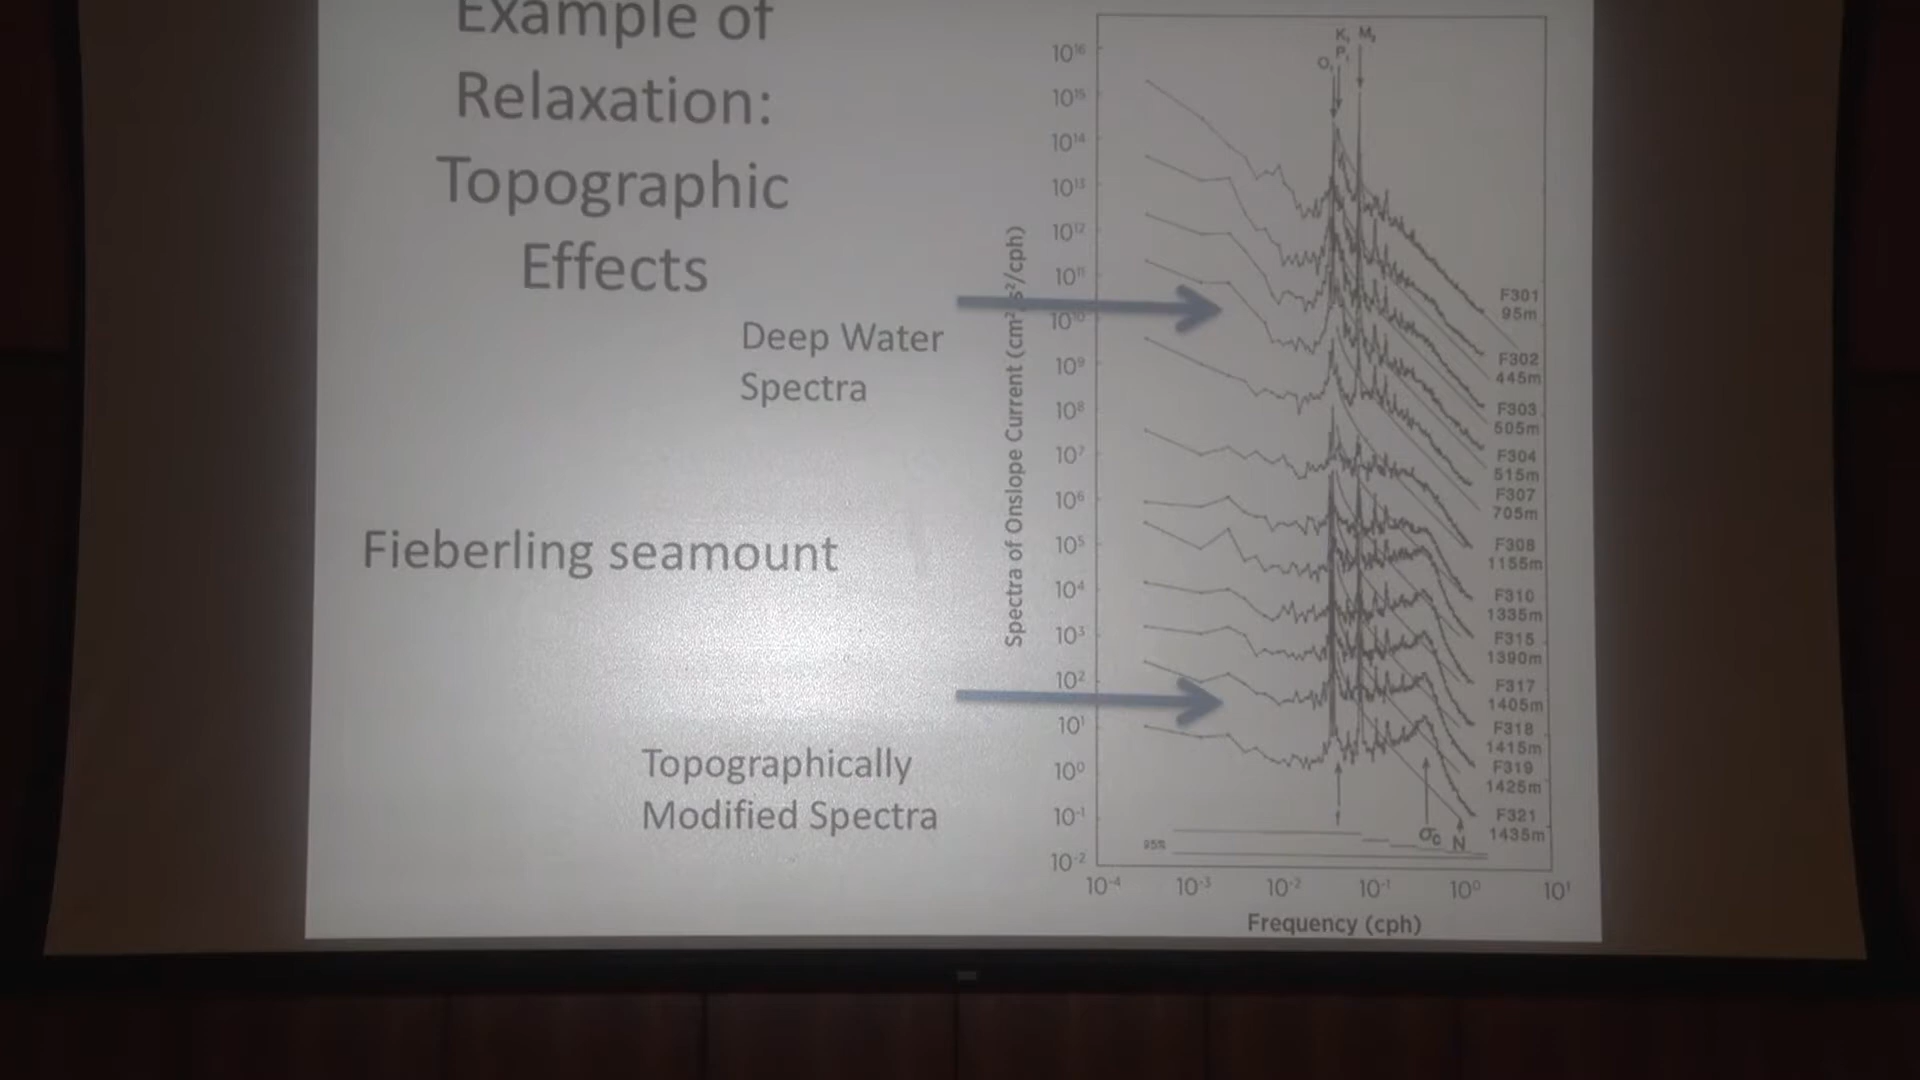 Example of
Relaxation:
Topographic
Effects
Deep Water
Spectra
Fieberling seamount
Topographically
Modified Spectra
Spectra of Onslope Current (cm² s²/cph)
10¹⁶
10¹⁵
10¹⁴
10¹³
10¹²
10¹¹
10¹⁰
10⁹
10⁸
10⁷
10⁶
10⁵
10⁴
10³
10²
10¹
10⁰
10⁻¹
10⁻²
K₁ M₂
P₁
O₁
F301
95m
F302
445m
F303
505m
F304
515m
F307
705m
F308
1155m
F310
1335m
F315
1390m
F317
1405m
F318
1415m
F319
1425m
F321
1435m
f
σc N
95%
10⁻⁴ 10⁻³ 10⁻² 10⁻¹ 10⁰ 10¹
Frequency (cph)